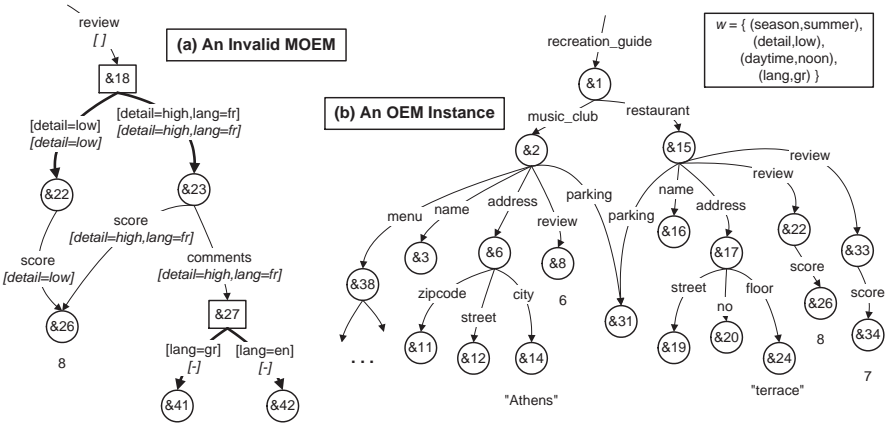 review
[ ]
(a) An Invalid MOEM
&18
[detail=low]
[detail=low]
[detail=high,lang=fr]
[detail=high,lang=fr]
&22
&23
score
[detail=low]
score
[detail=high,lang=fr]
comments
[detail=high,lang=fr]
&26
8
&27
[lang=gr]
[-]
[lang=en]
[-]
&41
&42
(b) An OEM Instance
recreation_guide
w = { (season,summer),
(detail,low),
(daytime,noon),
(lang,gr) }
&1
music_club
restaurant
&2
&15
menu
name
address
review
parking
parking
name
address
review
review
&38
&3
&6
&8
6
&31
&16
&17
&22
&33
. . .
zipcode
street
city
&11
&12
&14
"Athens"
street
no
floor
&19
&20
&24
"terrace"
score
&26
8
score
&34
7